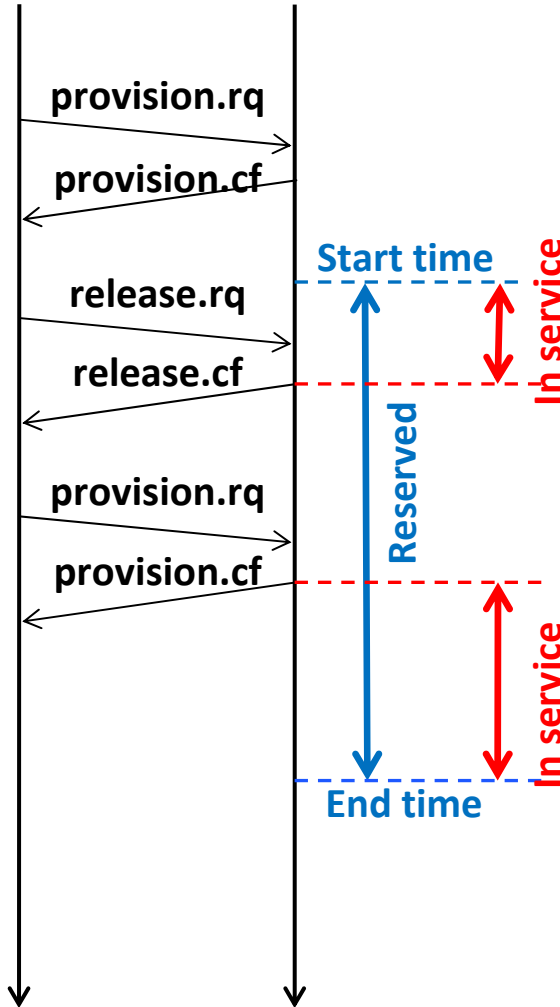 provision.rq
provision.cf
Start time
In service
release.rq
release.cf
Reserved
provision.rq
provision.cf
In service
End time